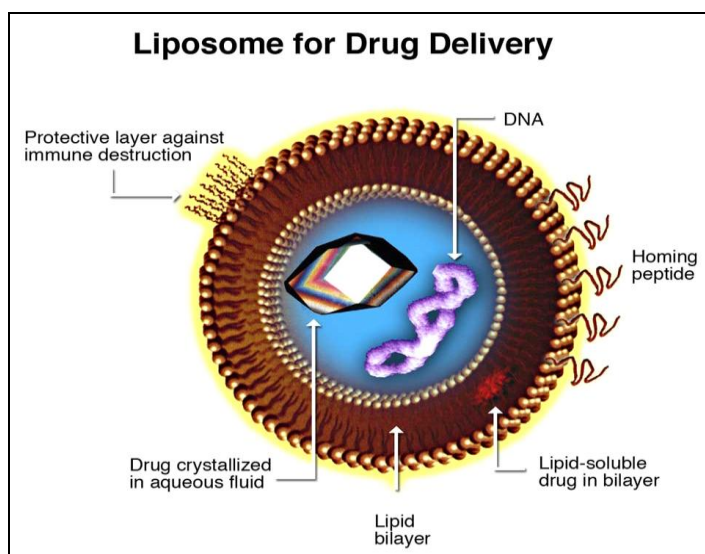 Liposome for Drug Delivery
DNA
Protective layer against
immune destruction
Homing
peptide
Drug crystallized
in aqueous fluid
Lipid-soluble
drug in bilayer
Lipid
bilayer